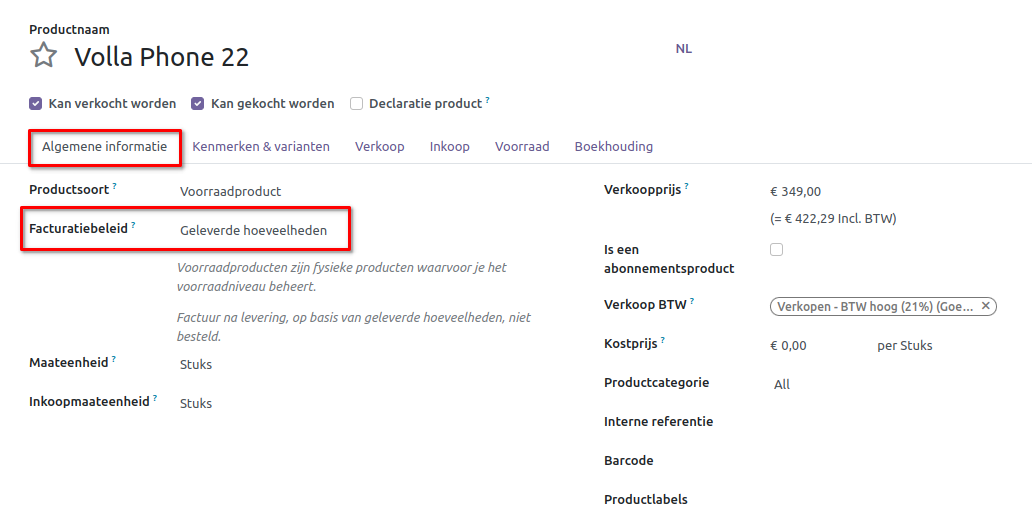 Productnaam
Volla Phone 22
NL
Kan verkocht worden Kan gekocht worden Declaratie product ?
Algemene informatie Kenmerken & varianten Verkoop Inkoop Voorraad Boekhouding
Productsoort ? Voorraadproduct
Facturatiebeleid ? Geleverde hoeveelheden
Voorraadproducten zijn fysieke producten waarvoor je het
voorraadniveau beheert.
Factuur na levering, op basis van geleverde hoeveelheden, niet
besteld.
Maateenheid ? Stuks
Inkoopmaateenheid ? Stuks
Verkoopprijs ? € 349,00
(= € 422,29 Incl. BTW)
Is een
abonnementsproduct
Verkoop BTW ? Verkopen - BTW hoog (21%) (Goe... ×
Kostprijs ? € 0,00 per Stuks
Productcategorie All
Interne referentie
Barcode
Productlabels